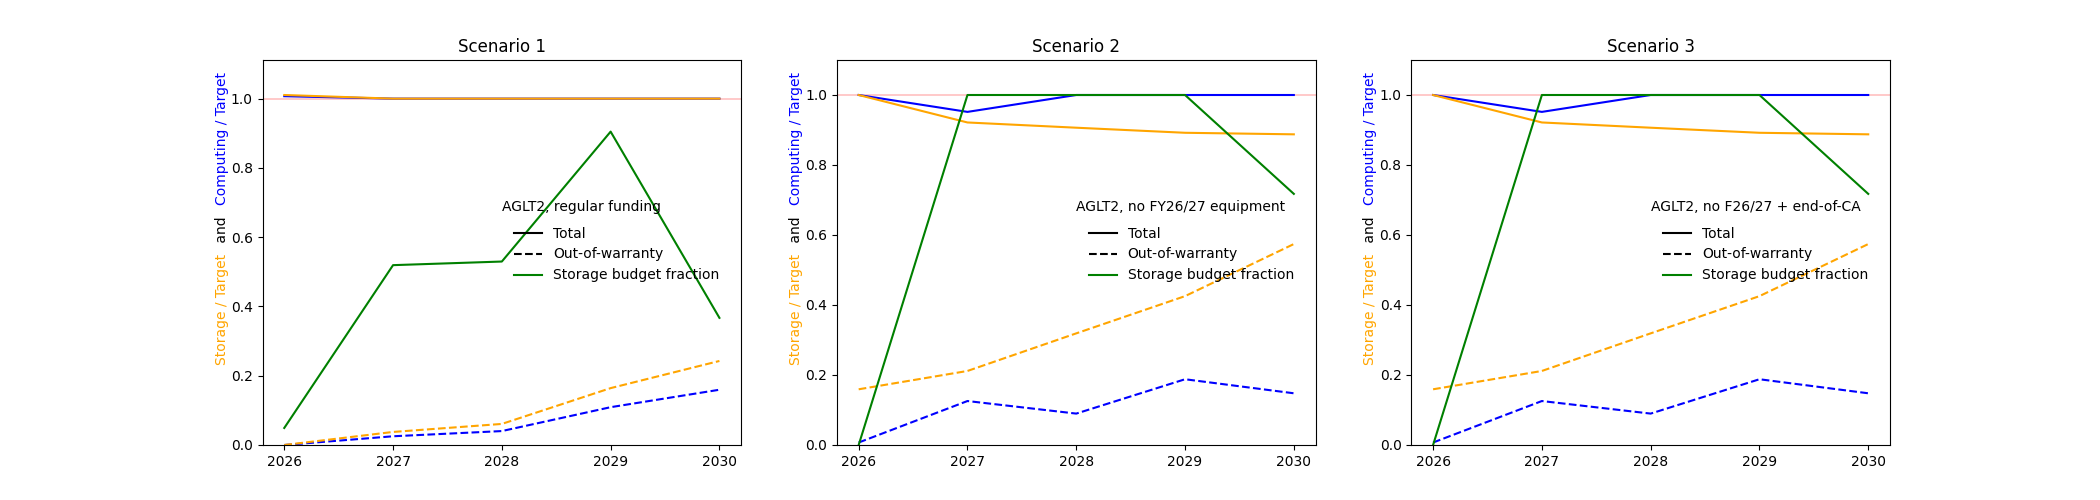 Scenario 1
Storage / Target and Computing / Target
1.0
0.8
0.6
0.4
0.2
0.0
AGLT2, regular funding
Total
Out-of-warranty
Storage budget fraction
2026 2027 2028 2029 2030
Scenario 2
Storage / Target and Computing / Target
1.0
0.8
0.6
0.4
0.2
0.0
AGLT2, no FY26/27 equipment
Total
Out-of-warranty
Storage budget fraction
2026 2027 2028 2029 2030
Scenario 3
Storage / Target and Computing / Target
1.0
0.8
0.6
0.4
0.2
0.0
AGLT2, no F26/27 + end-of-CA
Total
Out-of-warranty
Storage budget fraction
2026 2027 2028 2029 2030